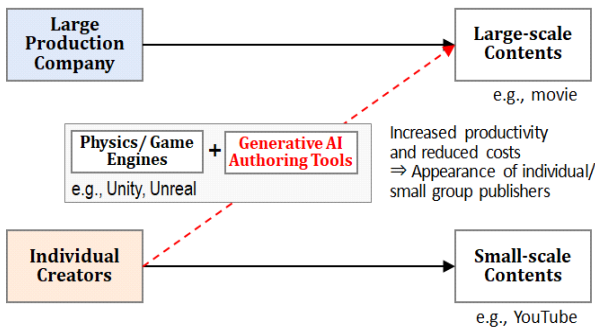 Large
Production
Company
Large-scale
Contents
e.g., movie
Physics/ Game
Engines
+
Generative AI
Authoring Tools
e.g., Unity, Unreal
Increased productivity
and reduced costs
⇒ Appearance of individual/
small group publishers
Individual
Creators
Small-scale
Contents
e.g., YouTube